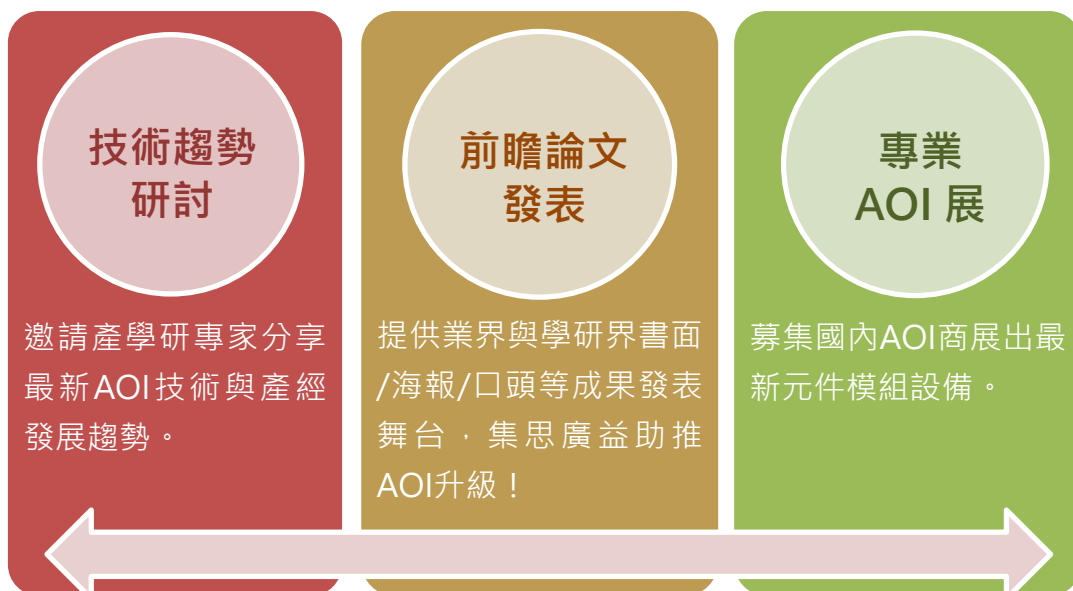 技術趨勢
研討
邀請產學研專家分享
最新AOI技術與產經
發展趨勢。
前瞻論文
發表
提供業界與學研界書面
/海報/口頭等成果發表
舞台，集思廣益助推
AOI升級！
專業
AOI 展
募集國內AOI商展出最
新元件模組設備。